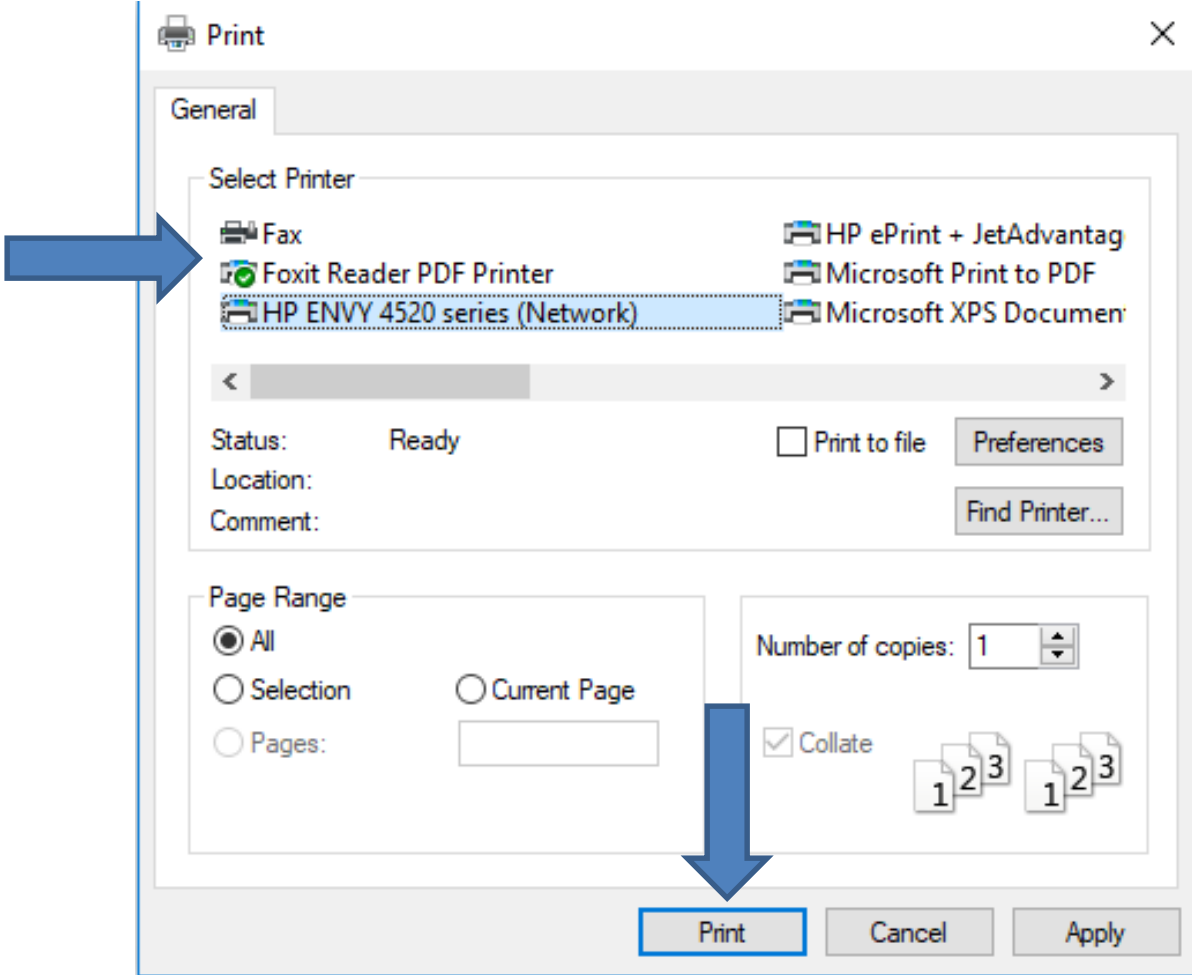 Print
General
Select Printer
Fax
HP ePrint + JetAdvantag
Foxit Reader PDF Printer
Microsoft Print to PDF
HP ENVY 4520 series (Network)
Microsoft XPS Documen
Status: Ready
Print to file
Preferences
Location:
Comment:
Find Printer...
Page Range
All
Number of copies: 1
Selection
Current Page
Pages:
Collate
1 2 3 1 2 3
Print
Cancel
Apply